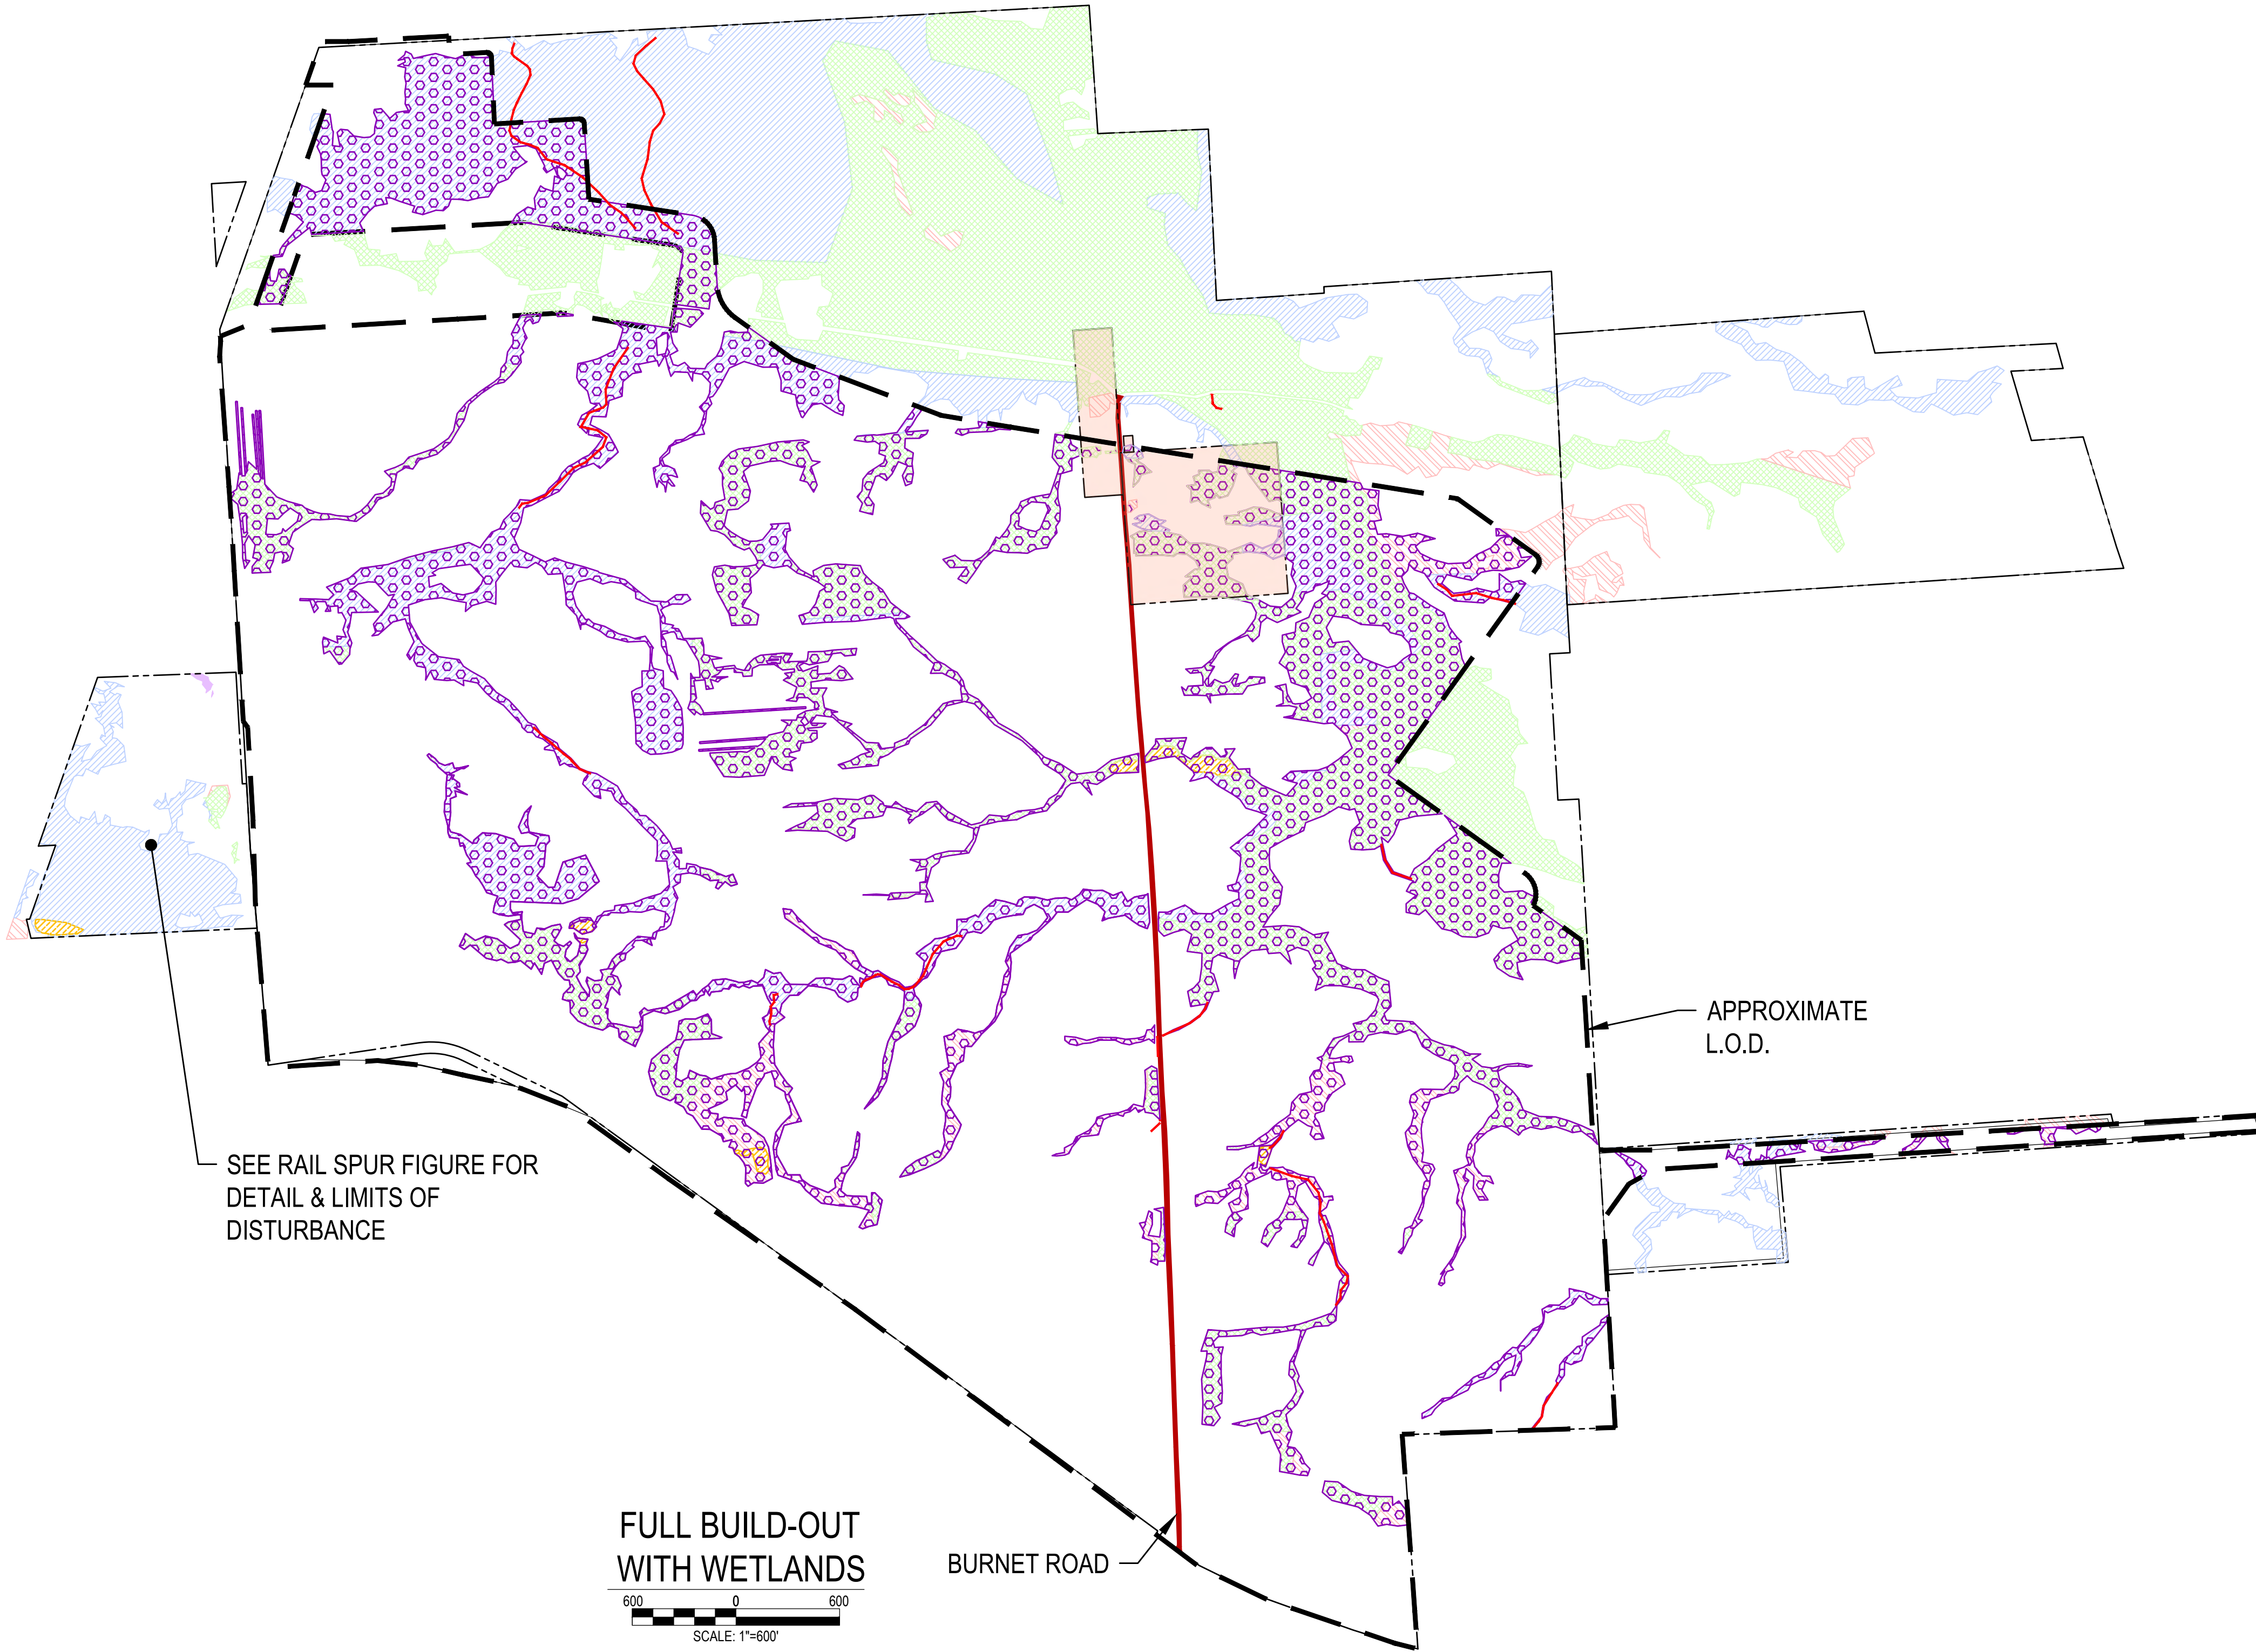 APPROXIMATE
L.O.D.
SEE RAIL SPUR FIGURE FOR
DETAIL & LIMITS OF
DISTURBANCE
FULL BUILD-OUT
WITH WETLANDS
600 0 600
SCALE: 1"=600'
BURNET ROAD